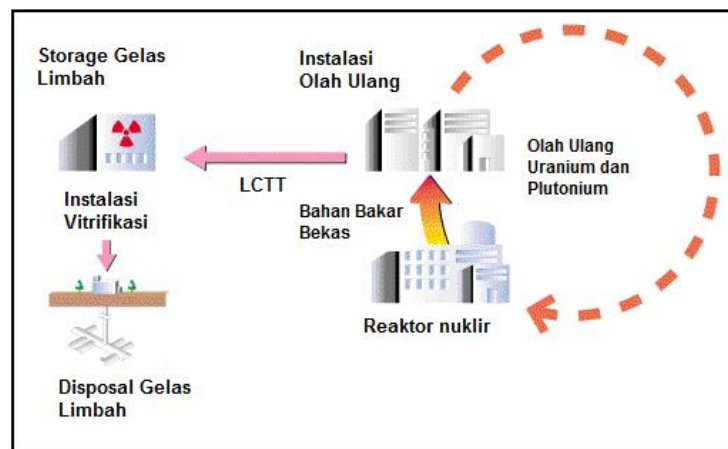 Storage Gelas
Limbah
Instalasi
Olah Ulang
LCTT
Olah Ulang
Uranium dan
Plutonium
Instalasi
Vitrifikasi
Bahan Bakar
Bekas
Reaktor nuklir
Disposal Gelas
Limbah